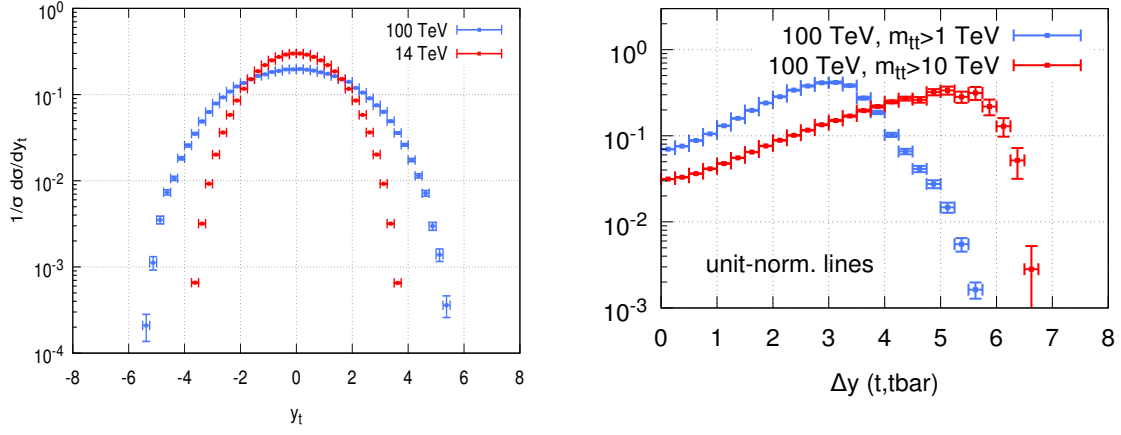 10^0
10^-1
10^-2
10^-3
10^-4
1/σ dσ/dy_t
100 TeV
14 TeV
-8 -6 -4 -2 0 2 4 6 8
y_t
10^0
10^-1
10^-2
10^-3
100 TeV, m_tt>1 TeV
100 TeV, m_tt>10 TeV
unit-norm. lines
0 1 2 3 4 5 6 7 8
Δy (t,tbar)